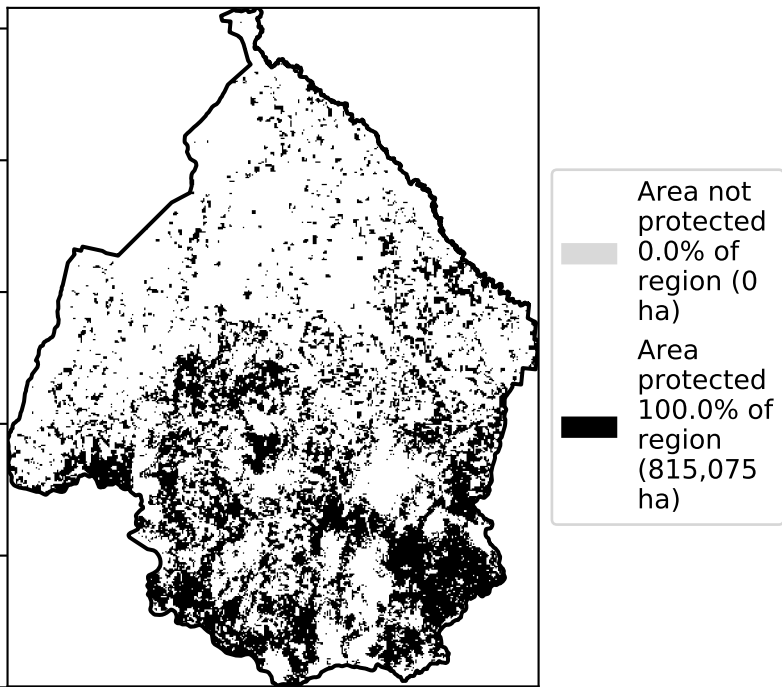 Area not
protected
0.0% of
region (0
ha)
Area
protected
100.0% of
region
(815,075
ha)